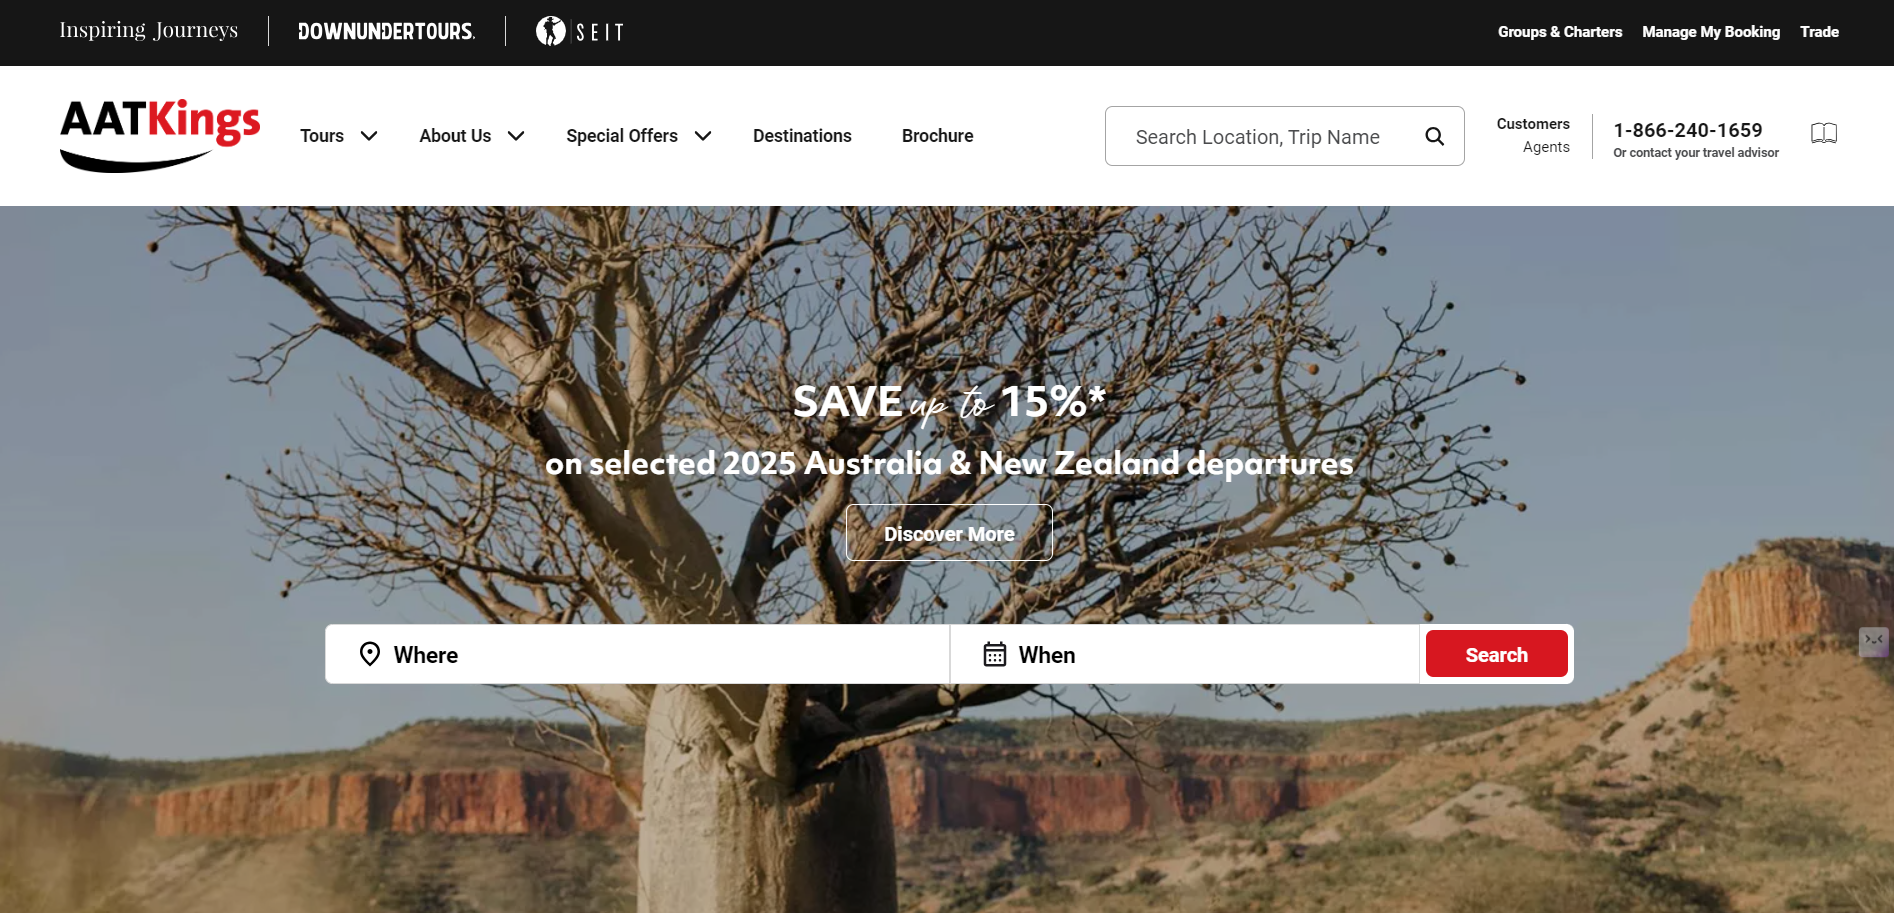 Inspiring Journeys
DOWNUNDERTOURS.
SEIT
Groups & Charters
Manage My Booking
Trade
AATKings
Tours
About Us
Special Offers
Destinations
Brochure
Search Location, Trip Name
Customers
Agents
1-866-240-1659
Or contact your travel advisor
SAVE up to 15%*
on selected 2025 Australia & New Zealand departures
Discover More
Where
When
Search